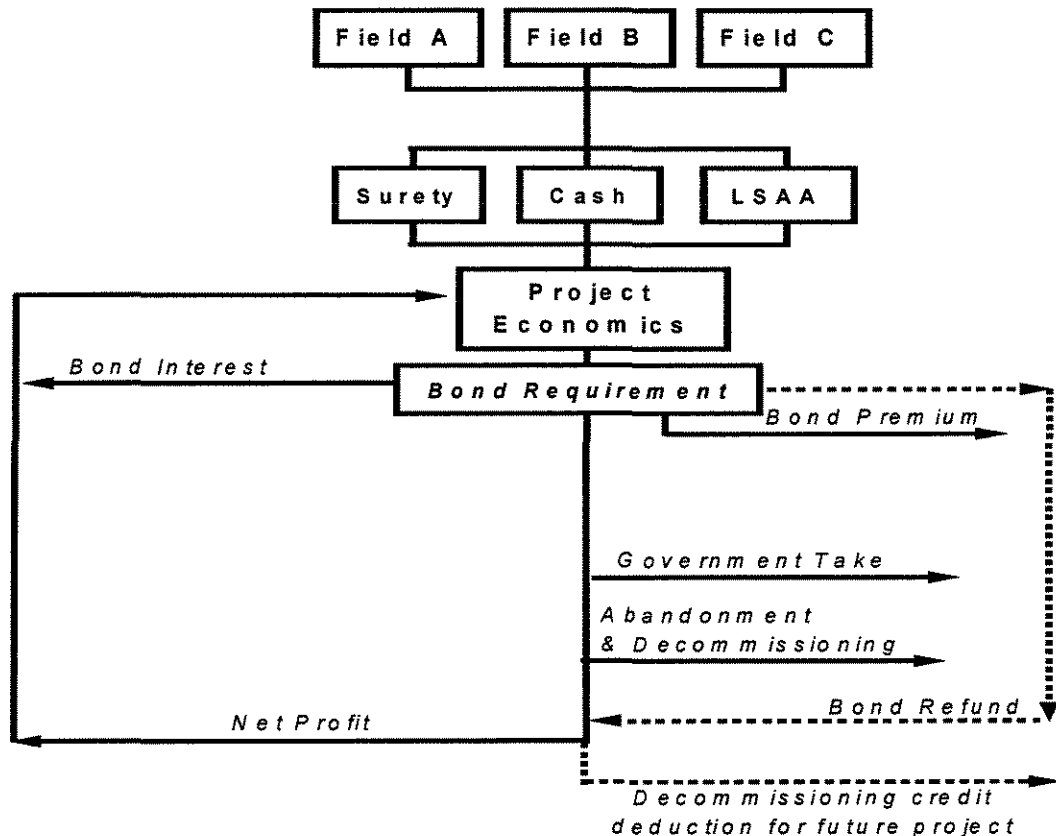 Field A
Field B
Field C
Surety
Cash
LSAA
Project
Economics
Bond Interest
Bond Requirement
Bond Premium
Government Take
Abandonment
& Decommissioning
Bond Refund
Net Profit
Decommissioning credit
deduction for future project